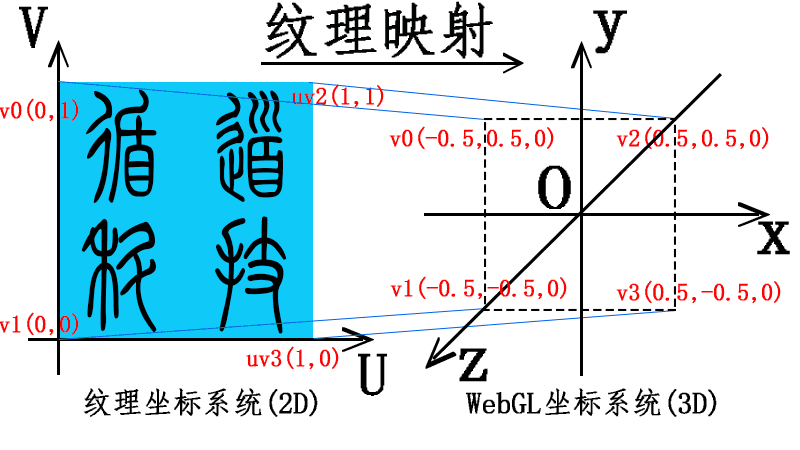 纹理映射
V
y
uv2(1,1)
v0(0,1)
v0(-0.5,0.5,0)
v2(0.5,0.5,0)
循 道
O
x
技
v1(-0.5,-0.5,0)
v3(0.5,-0.5,0)
v1(0,0)
uv3(1,0)
U
z
纹理坐标系统(2D)
WebGL坐标系统(3D)